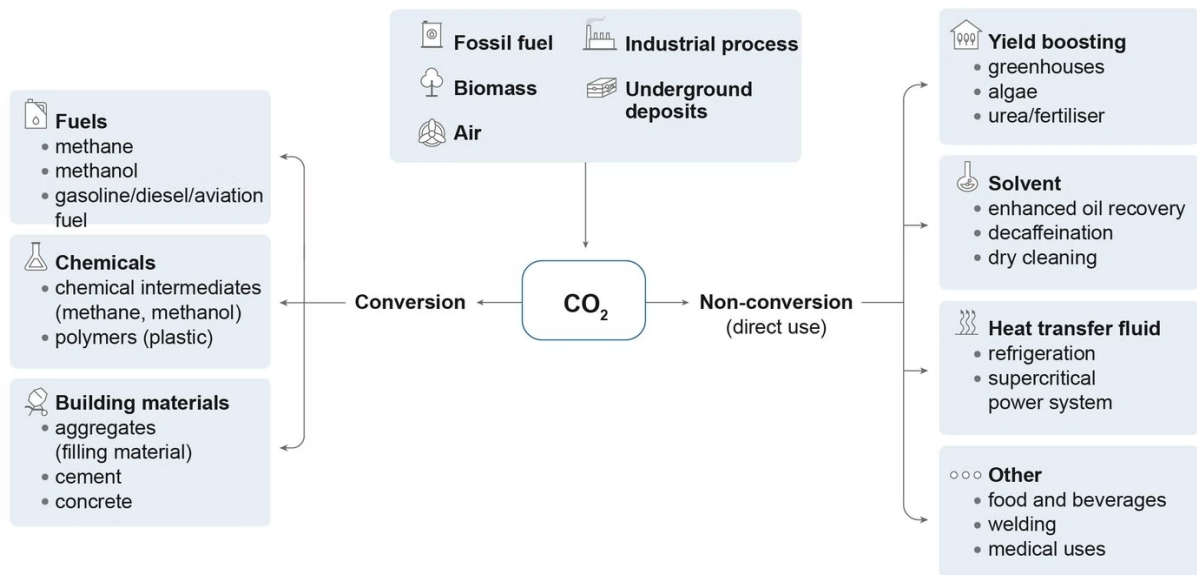 Fossil fuel
Industrial process
Biomass
Underground
deposits
Air
Fuels
• methane
• methanol
• gasoline/diesel/aviation
fuel
Chemicals
• chemical intermediates
(methane, methanol)
• polymers (plastic)
Building materials
• aggregates
(filling material)
• cement
• concrete
Conversion
CO₂
Non-conversion
(direct use)
Yield boosting
• greenhouses
• algae
• urea/fertiliser
Solvent
• enhanced oil recovery
• decaffeination
• dry cleaning
Heat transfer fluid
• refrigeration
• supercritical
power system
Other
• food and beverages
• welding
• medical uses